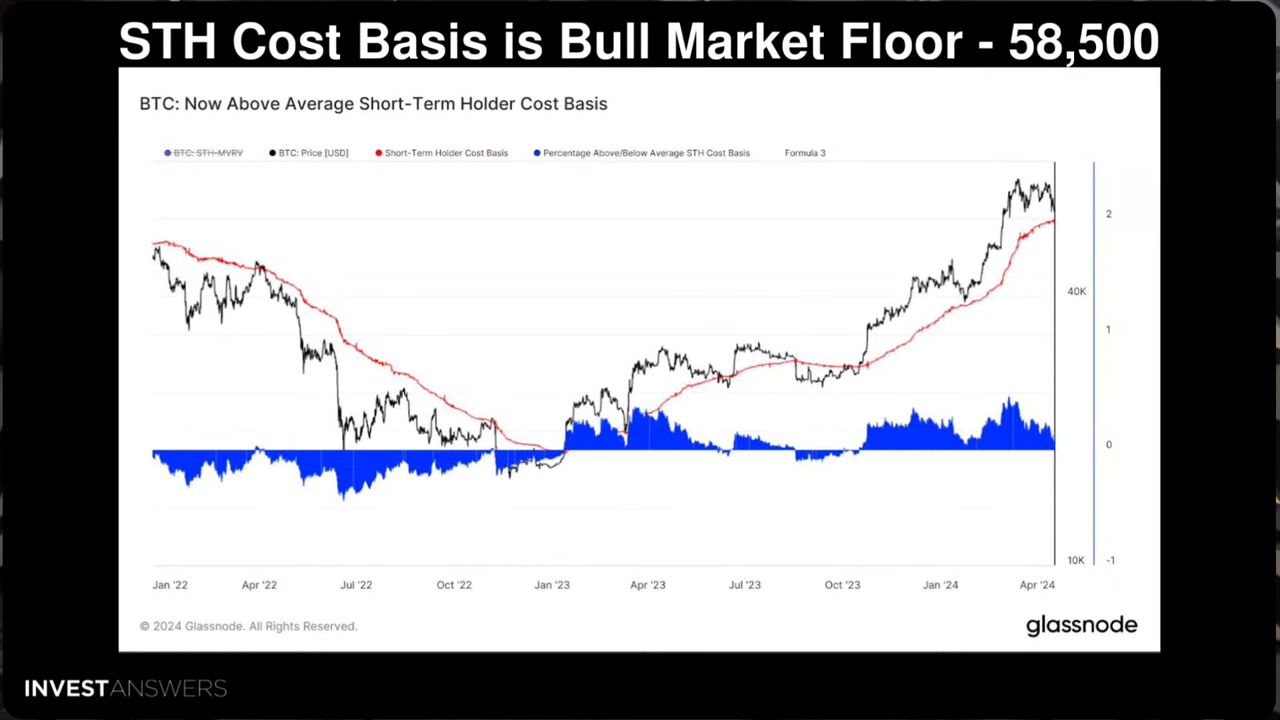 STH Cost Basis is Bull Market Floor - 58,500
BTC: Now Above Average Short-Term Holder Cost Basis
BTC: STH-MVRV BTC: Price [USD] Short-Term Holder Cost Basis Percentage Above/Below Average STH Cost Basis Formula 3
2
40K
1
0
10K -1
Jan '22 Apr '22 Jul '22 Oct '22 Jan '23 Apr '23 Jul '23 Oct '23 Jan '24 Apr '24
© 2024 Glassnode. All Rights Reserved.
glassnode
INVESTANSWERS